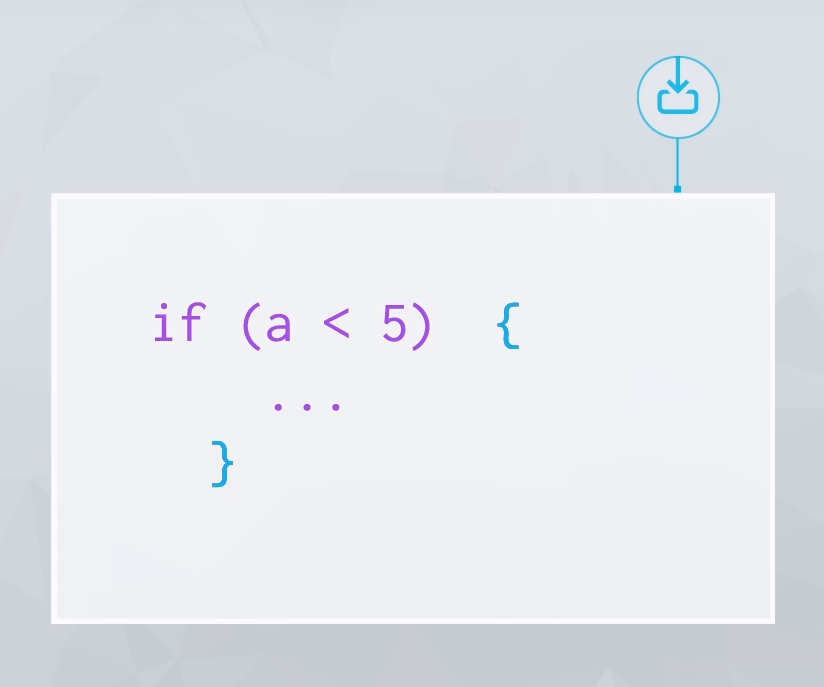 if (a < 5) {
...
}